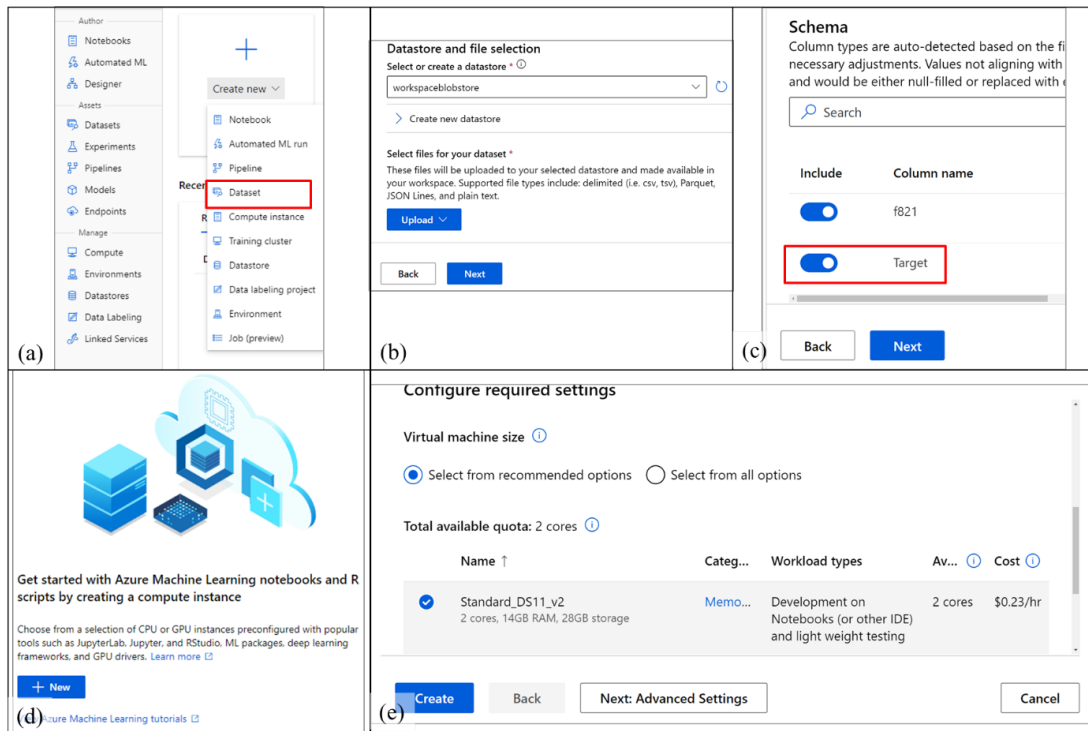 Author
Notebooks
Automated ML
Designer
Assets
Datasets
Experiments
Pipelines
Models
Endpoints
Manage
Compute
Environments
Datastores
Data Labeling
Linked Services
Create new
Notebook
Automated ML run
Pipeline
Recen
Dataset
R
Compute instance
Training cluster
Datastore
Data labeling project
Environment
Job (preview)
(a)
Datastore and file selection
Select or create a datastore *
workspaceblobstore
Create new datastore
Select files for your dataset *
These files will be uploaded to your selected datastore and made available in
your workspace. Supported file types include: delimited (i.e. csv, tsv), Parquet,
JSON Lines, and plain text.
Upload
Back Next
(b)
Schema
Column types are auto-detected based on the fi
necessary adjustments. Values not aligning with
and would be either null-filled or replaced with
Search
Include Column name
f821
Target
Back Next
(c)
Get started with Azure Machine Learning notebooks and R
scripts by creating a compute instance
Choose from a selection of CPU or GPU instances preconfigured with popular
tools such as JupyterLab, Jupyter, and RStudio, ML packages, deep learning
frameworks, and GPU drivers. Learn more
+ New
Azure Machine Learning tutorials
(d)
Configure required settings
Virtual machine size
Select from recommended options Select from all options
Total available quota: 2 cores
Name ↑ Categ... Workload types Av... Cost
Standard_DS11_v2 Memo... Development on 2 cores $0.23/hr
2 cores, 14GB RAM, 28GB storage Notebooks (or other IDE)
and light weight testing
Create Back Next: Advanced Settings Cancel
(e)